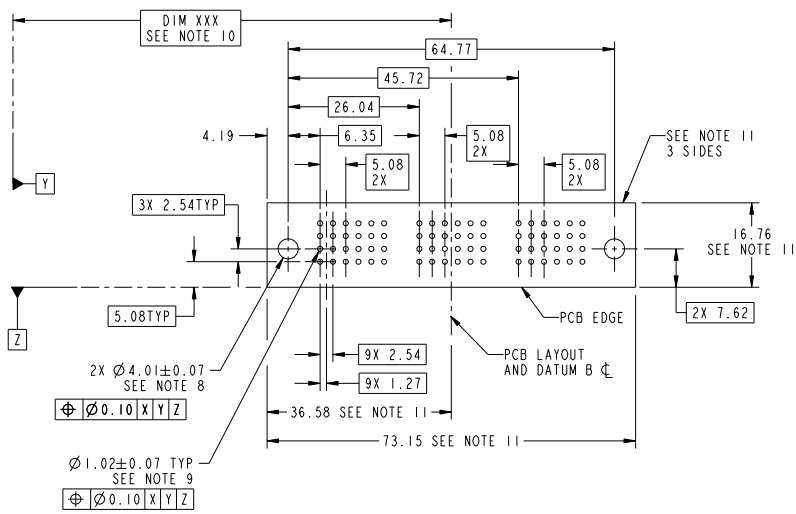 DIM XXX
SEE NOTE 10
64.77
45.72
26.04
4.19
6.35
5.08
2X
5.08
2X
5.08
2X
SEE NOTE 11
3 SIDES
Y
3X 2.54TYP
16.76
SEE NOTE 11
5.08TYP
2X 7.62
Z
PCB EDGE
9X 2.54
PCB LAYOUT
AND DATUM B ℄
2X Ø4.01±0.07
SEE NOTE 8
9X 1.27
⌖ Ø0.10 X Y Z
36.58 SEE NOTE 11
73.15 SEE NOTE 11
Ø1.02±0.07 TYP
SEE NOTE 9
⌖ Ø0.10 X Y Z